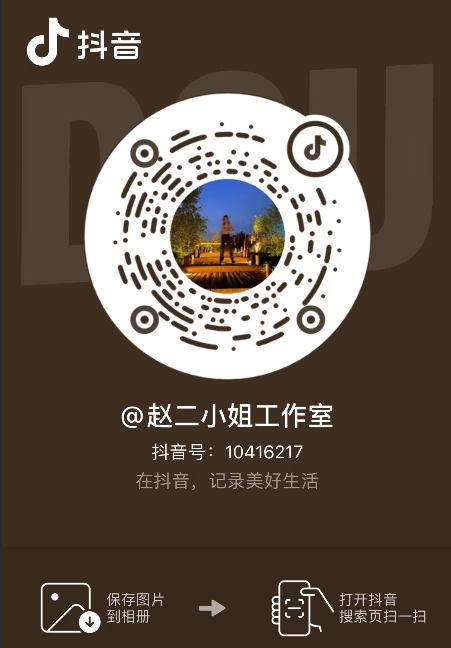 抖音
DOU
@赵二小姐工作室
抖音号：10416217
在抖音，记录美好生活
保存图片
到相册
打开抖音
搜索页扫一扫